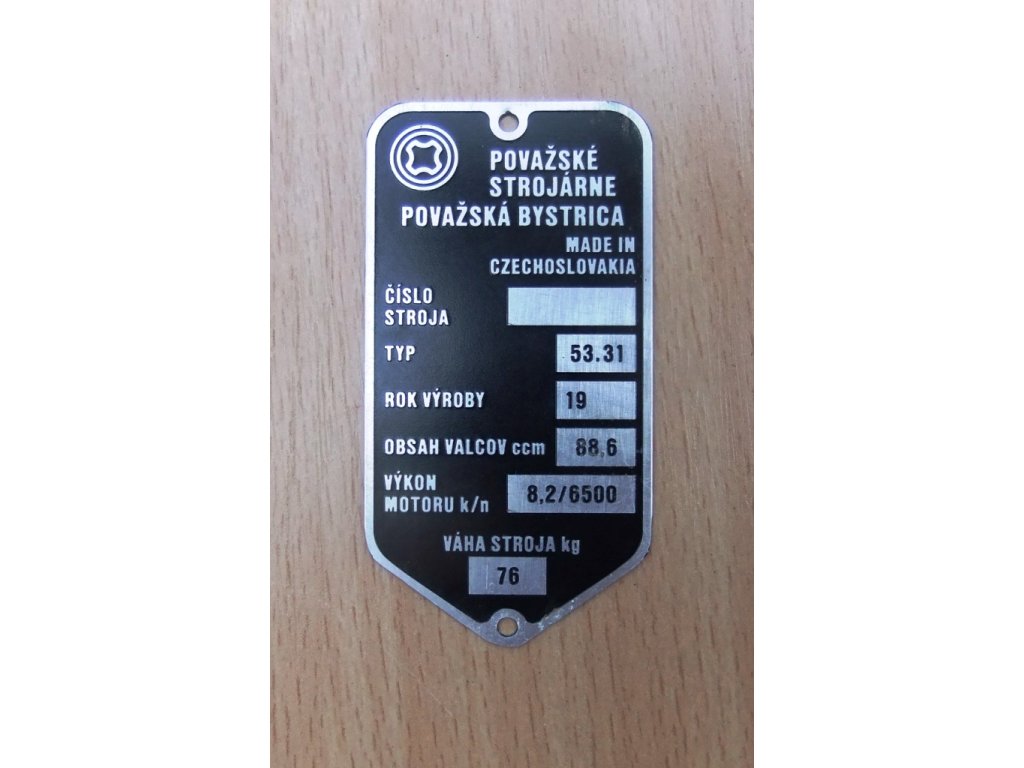 POVAŽSKÉ
STROJÁRNE
POVAŽSKÁ BYSTRICA
MADE IN
CZECHOSLOVAKIA
ČÍSLO
STROJA
TYP 53.31
ROK VÝROBY 19
OBSAH VALCOV ccm 88,6
VÝKON
MOTORU k/n 8,2/6500
VÁHA STROJA kg
76